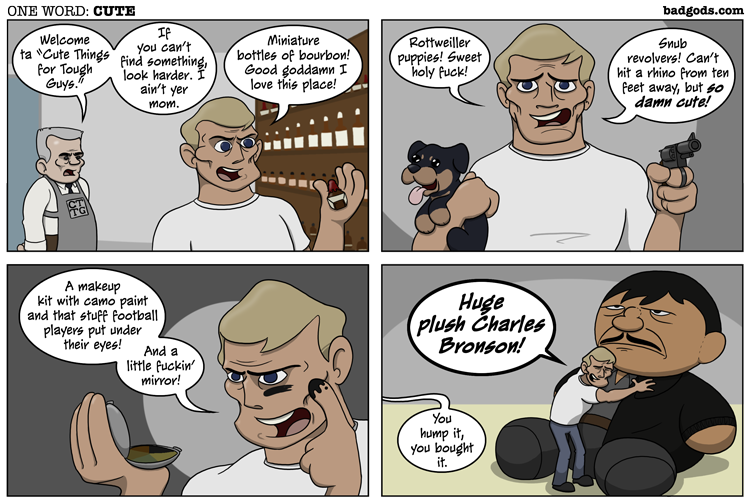 ONE WORD: CUTE
badgods.com
Welcome
ta "Cute Things
for Tough
Guys."
If
you can't
find something,
look harder. I
ain't yer
mom.
Miniature
bottles of bourbon!
Good goddamn I
love this place!
CT
TG
Rottweiller
puppies! Sweet
holy fuck!
Snub
revolvers! Can't
hit a rhino from ten
feet away, but so
damn cute!
A makeup
kit with camo paint
and that stuff football
players put under
their eyes!
And a
little fuckin'
mirror!
Huge
plush Charles
Bronson!
You
hump it,
you bought
it.